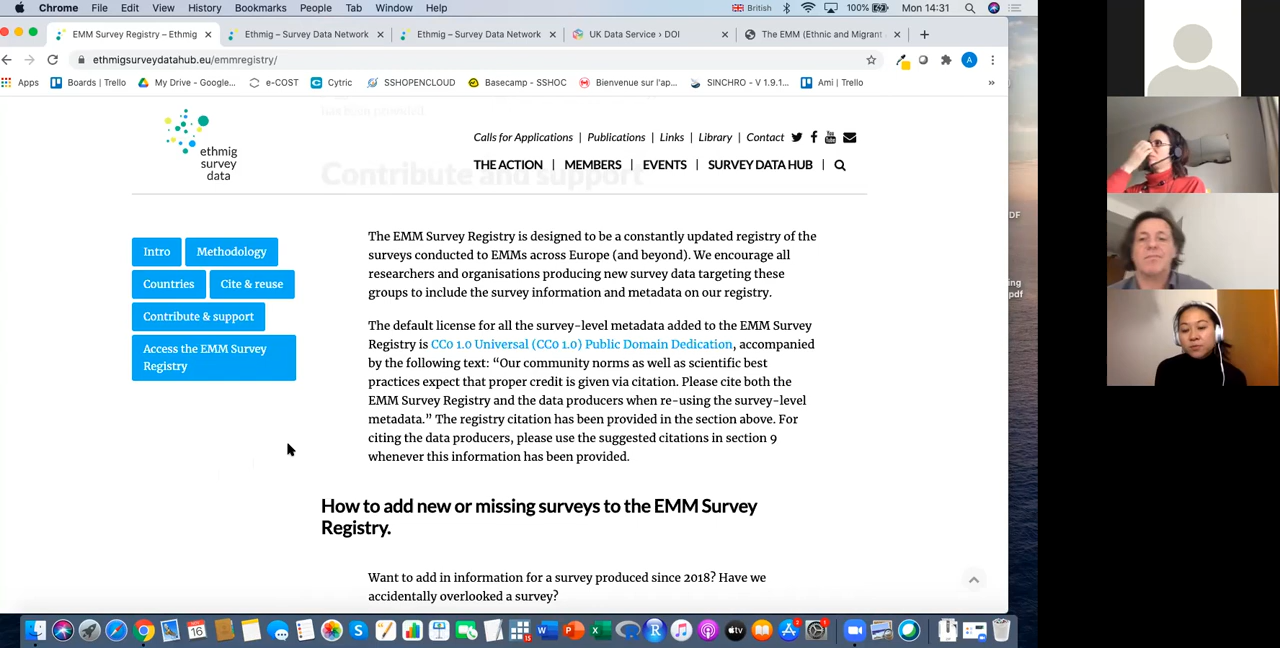 Chrome File Edit View History Bookmarks People Tab Window Help British 100% Mon 14:31
EMM Survey Registry – Ethmig Ethmig – Survey Data Network Ethmig – Survey Data Network UK Data Service › DOI The EMM (Ethnic and Migrant
ethmigsurveydatahub.eu/emmregistry/
Apps Boards | Trello My Drive - Google... e-COST Cytric SSHOPENCLOUD Basecamp - SSHOC Bienvenue sur l'app... SINCHRO - V 1.9.1... Ami | Trello »
has been provided
Calls for Applications | Publications | Links | Library | Contact
ethmig
survey
data
THE ACTION | MEMBERS | EVENTS | SURVEY DATA HUB
Contribute and support
Intro Methodology
Countries Cite & reuse
Contribute & support
Access the EMM Survey
Registry
The EMM Survey Registry is designed to be a constantly updated registry of the
surveys conducted to EMMs across Europe (and beyond). We encourage all
researchers and organisations producing new survey data targeting these
groups to include the survey information and metadata on our registry.
The default license for all the survey-level metadata added to the EMM Survey
Registry is CC0 1.0 Universal (CC0 1.0) Public Domain Dedication, accompanied
by the following text: “Our community norms as well as scientific best
practices expect that proper credit is given via citation. Please cite both the
EMM Survey Registry and the data producers when re-using the survey-level
metadata.” The registry citation has been provided in the section above. For
citing the data producers, please use the suggested citations in section 9
whenever this information has been provided.
How to add new or missing surveys to the EMM Survey
Registry.
Want to add in information for a survey produced since 2018? Have we
accidentally overlooked a survey?
DF
ing
pdf